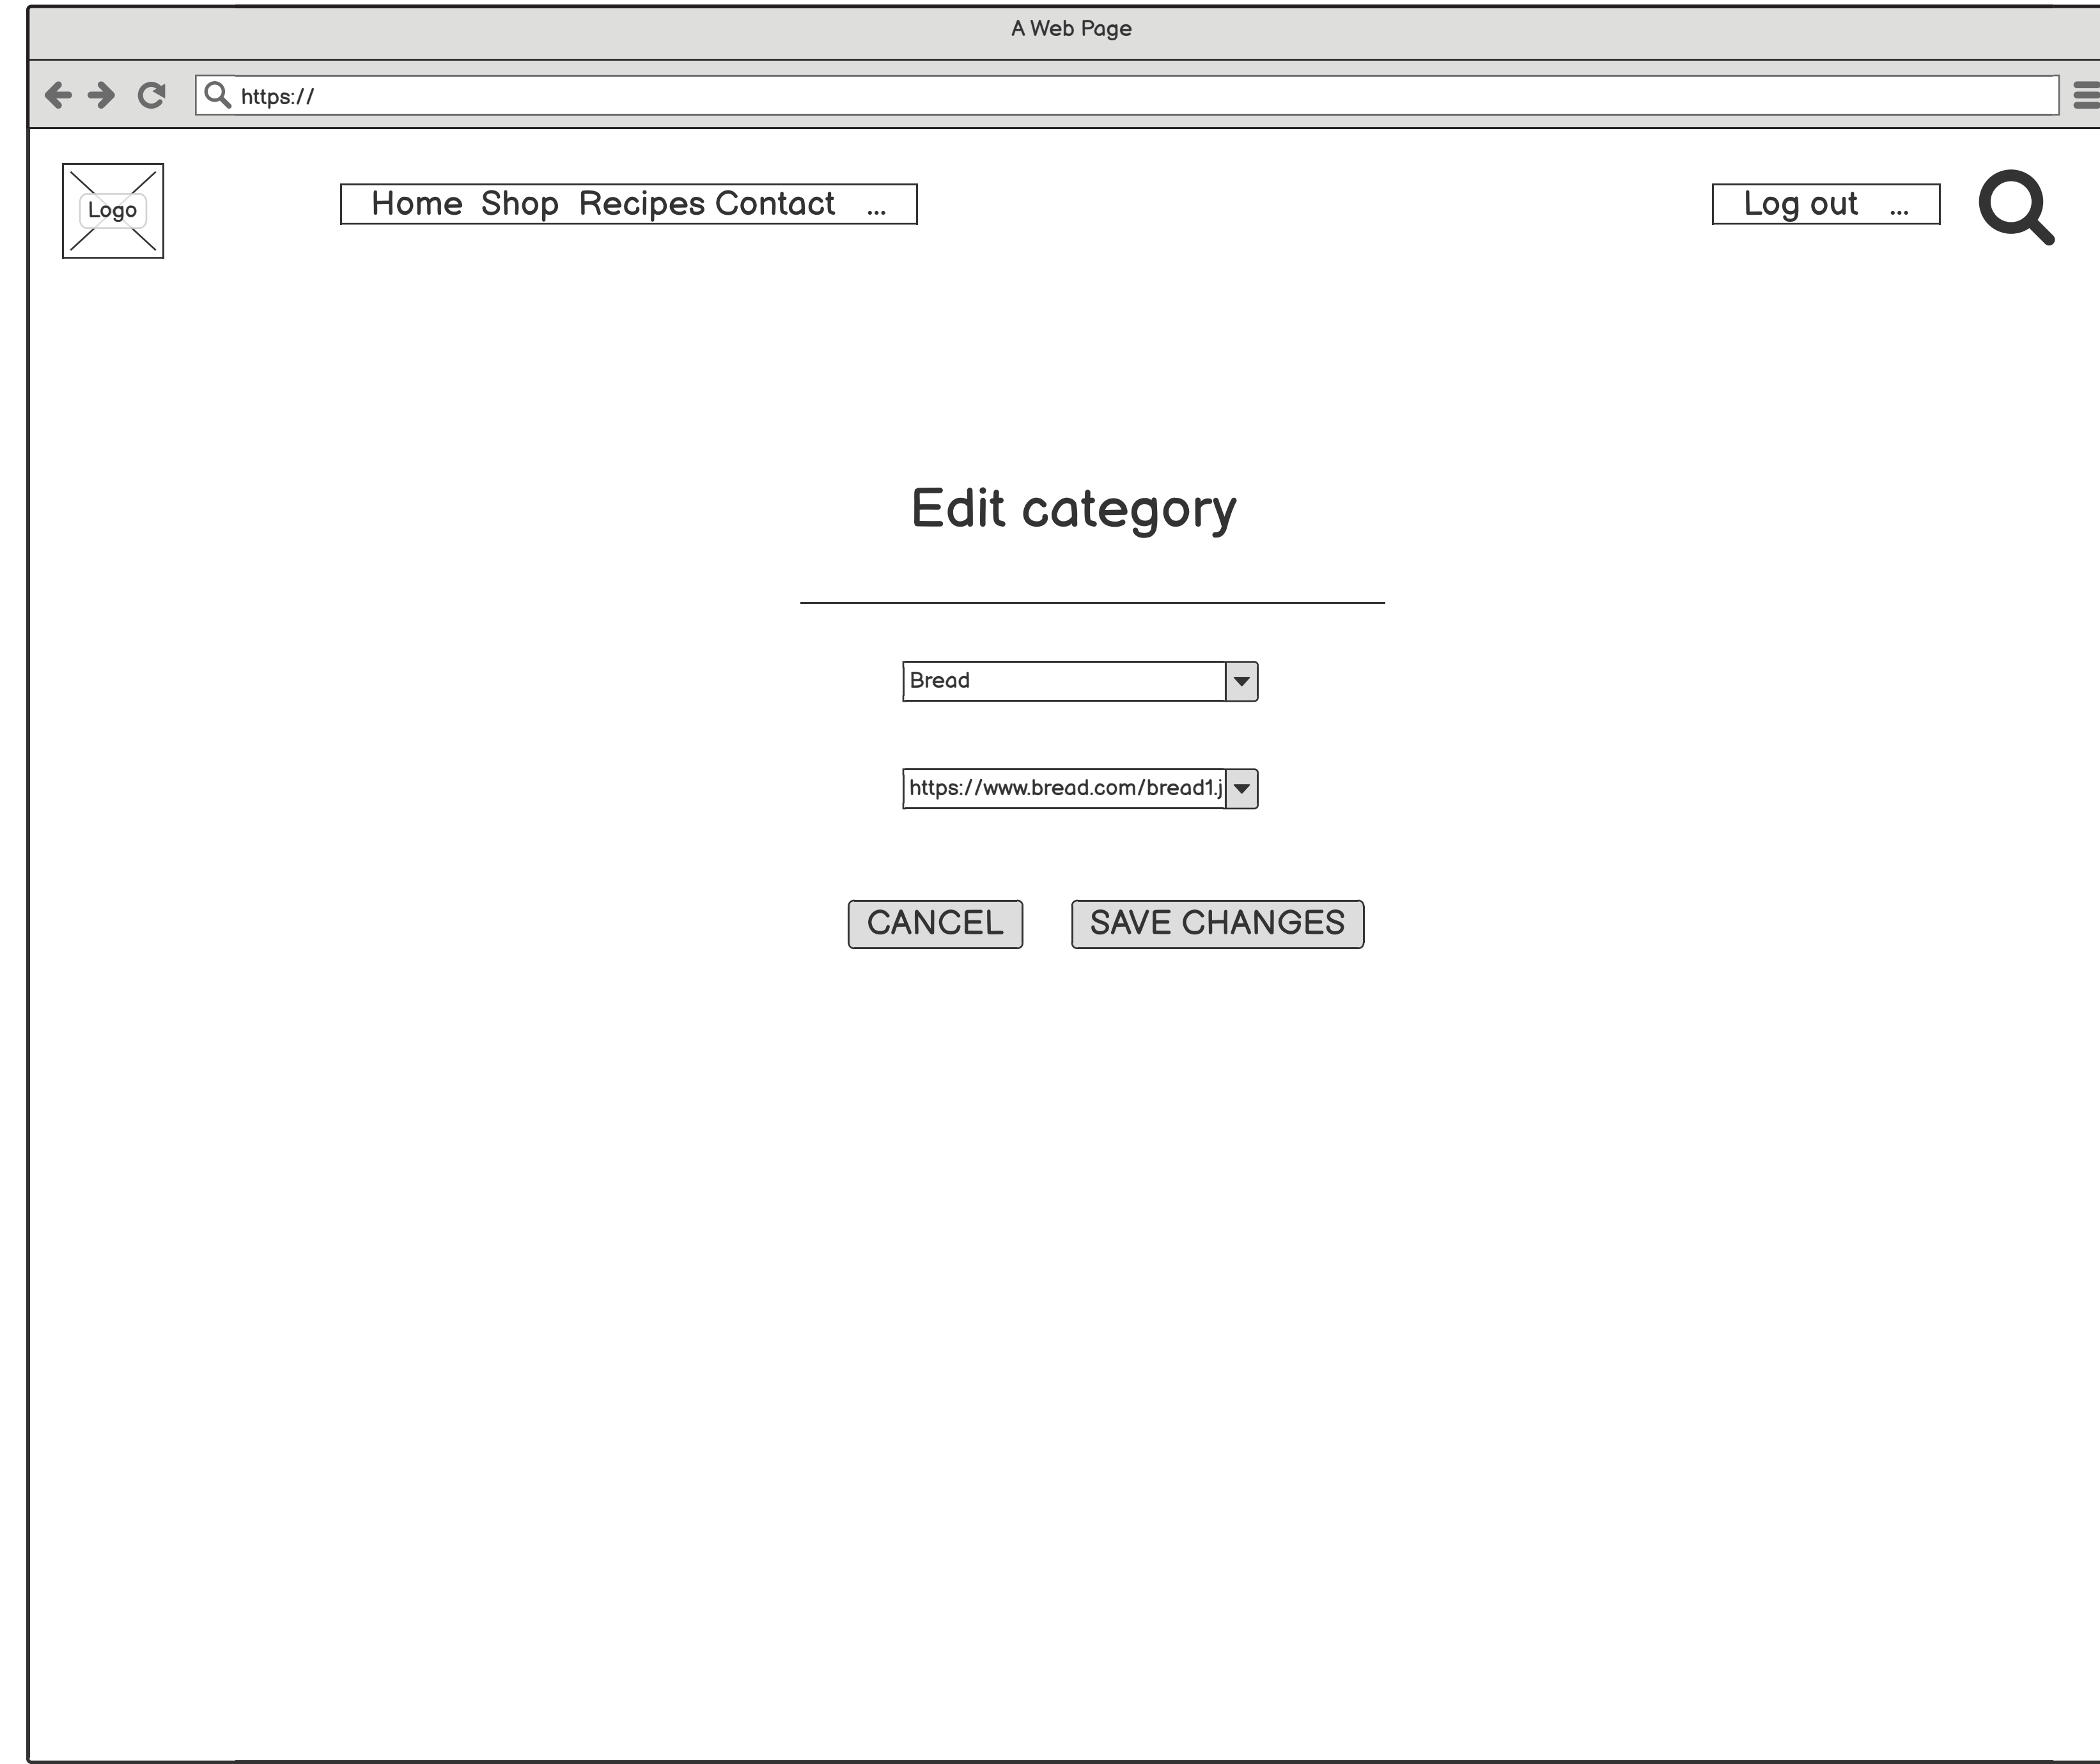 A Web Page
https://
Logo
Home Shop Recipes Contact ...
Log out ...
Edit category
Bread
https://www.bread.com/bread1.j
CANCEL
SAVE CHANGES